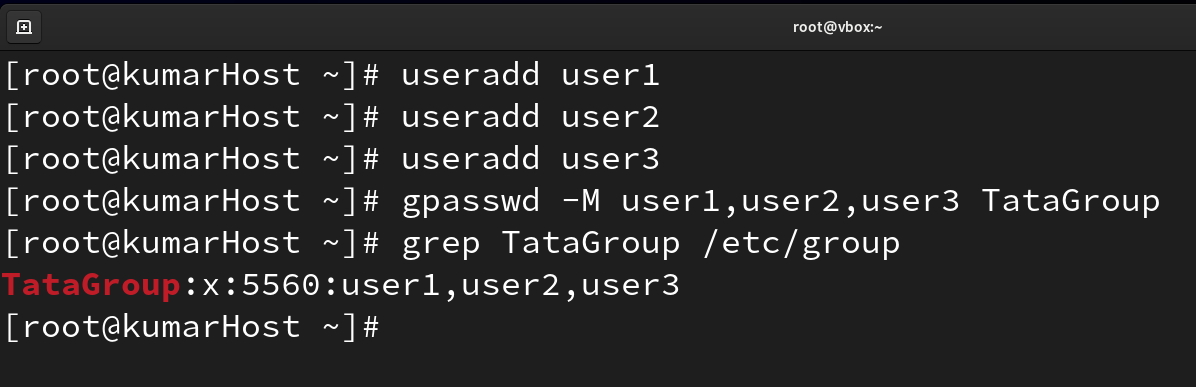 root@vbox:~
[root@kumarHost ~]# useradd user1
[root@kumarHost ~]# useradd user2
[root@kumarHost ~]# useradd user3
[root@kumarHost ~]# gpasswd -M user1,user2,user3 TataGroup
[root@kumarHost ~]# grep TataGroup /etc/group
TataGroup:x:5560:user1,user2,user3
[root@kumarHost ~]#